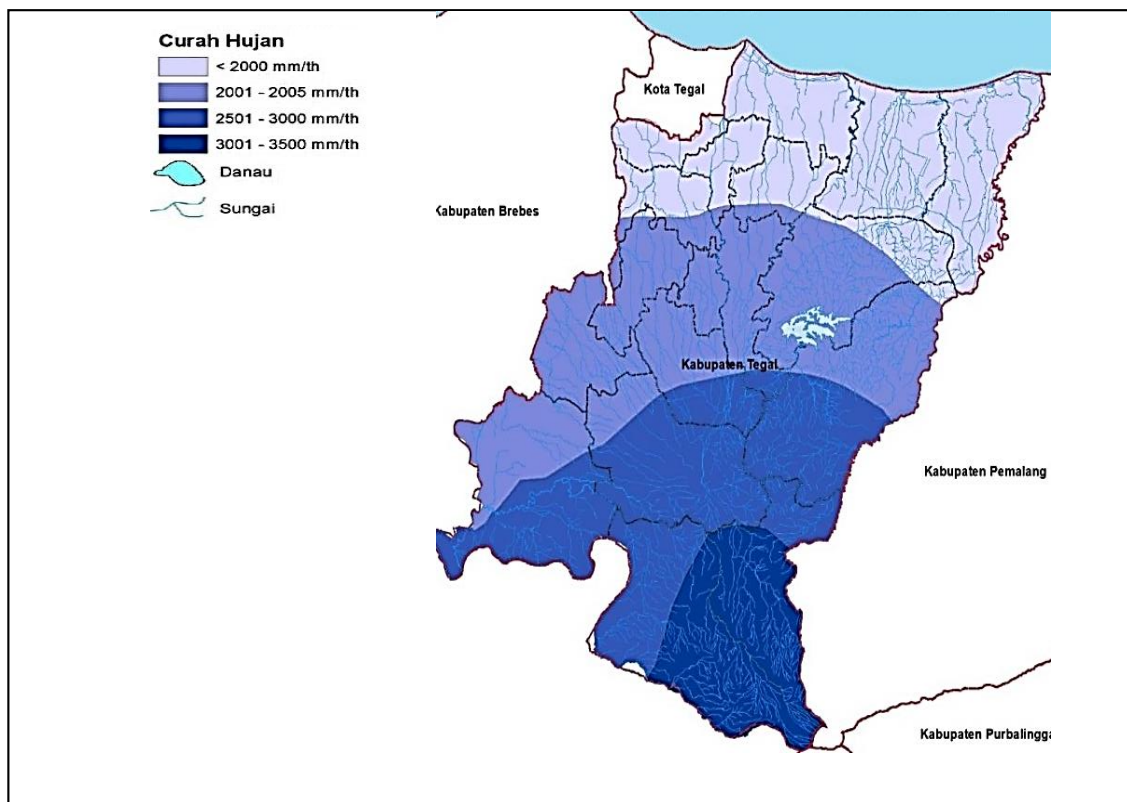 Curah Hujan
< 2000 mm/th
2001 - 2005 mm/th
2501 - 3000 mm/th
3001 - 3500 mm/th
Danau
Sungai
Kota Tegal
Kabupaten Brebes
Kabupaten Tegal
Kabupaten Pemalang
Kabupaten Purbalingga